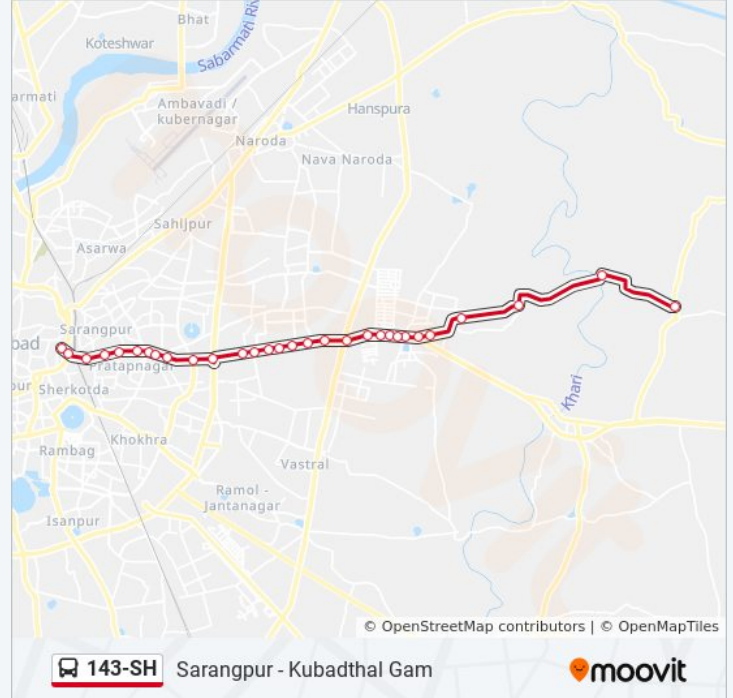 Bhat
Koteshwar
Sabarmati Riv
armati
Ambavadi /
kubernagar
Hanspura
Naroda
Nava Naroda
Sahijpur
Asarwa
Sarangpur
bad
Pratapnagar
pur
Sherkotda
Khari
Khokhra
Rambag
Vastral
Ramol -
Jantanagar
Isanpur
© OpenStreetMap contributors | © OpenMapTiles
143-SH Sarangpur - Kubadthal Gam
moovit